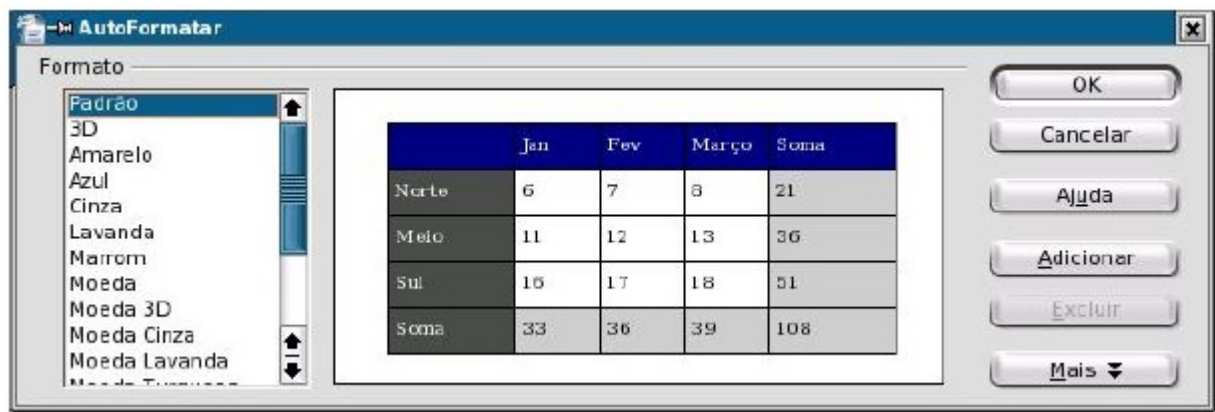 AutoFormatar
Formato
Padrão
3D
Amarelo
Azul
Cinza
Lavanda
Marrom
Moeda
Moeda 3D
Moeda Cinza
Moeda Lavanda
Jan Fev Março Soma
Norte 6 7 8 21
Meio 11 12 13 36
Sul 16 17 18 51
Soma 33 36 39 108
OK
Cancelar
Ajuda
Adicionar
Excluir
Mais